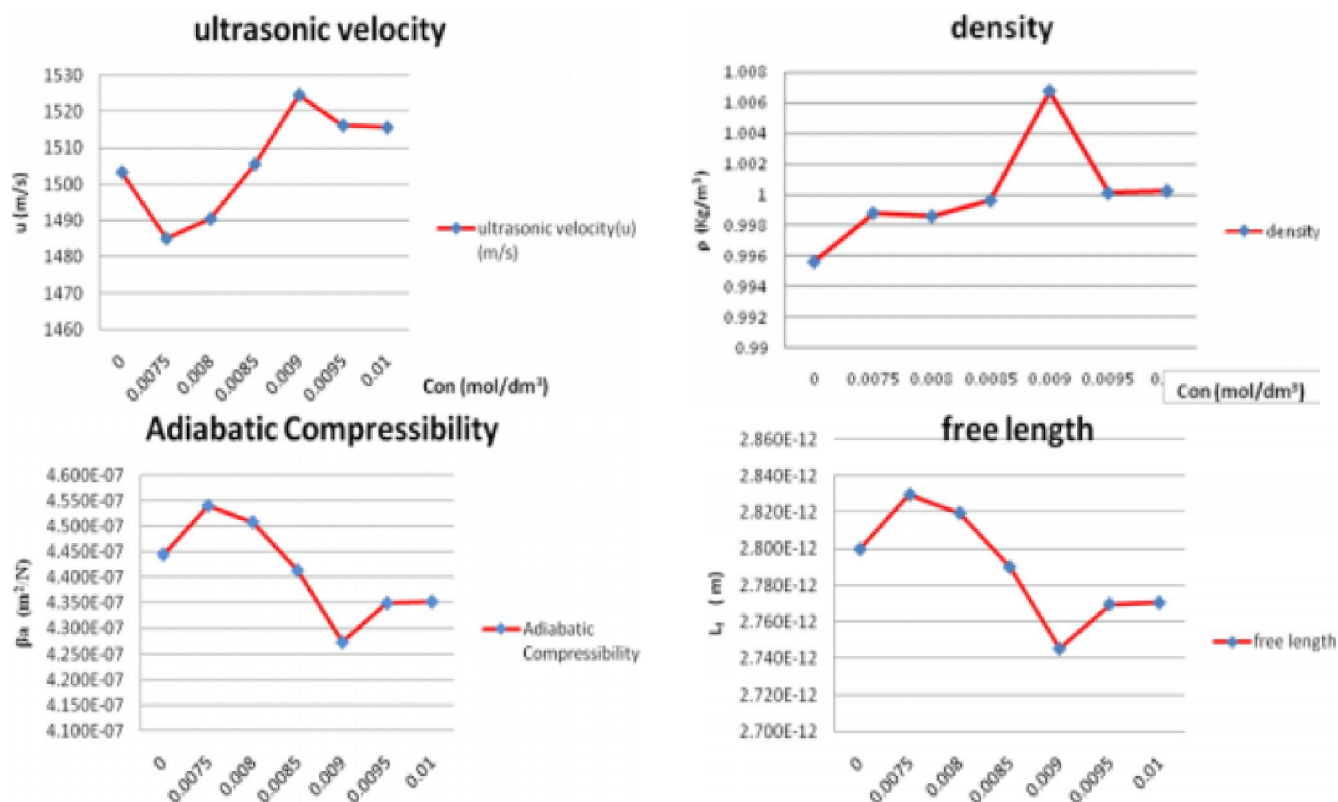 ultrasonic velocity
1530
1520
1510
1500
1490
1480
1470
1460
u (m/s)
ultrasonic velocity(u)
(m/s)
0
0.0075
0.008
0.0085
0.009
0.0095
0.01
Con (mol/dm³)
density
1.008
1.006
1.004
1.002
1
0.998
0.996
0.994
0.992
0.99
ρ (Kg/m³)
density
0 0.0075 0.008 0.0085 0.009 0.0095
Con (mol/dm³)
Adiabatic Compressibility
4.600E-07
4.550E-07
4.500E-07
4.450E-07
4.400E-07
4.350E-07
4.300E-07
4.250E-07
4.200E-07
4.150E-07
4.100E-07
βa (m²/N)
Adiabatic
Compressibility
0
0.0075
0.008
0.0085
0.009
0.0095
0.01
free length
2.860E-12
2.840E-12
2.820E-12
2.800E-12
2.780E-12
2.760E-12
2.740E-12
2.720E-12
2.700E-12
( m)
free length
0
0.0075
0.008
0.0085
0.009
0.0095
0.01